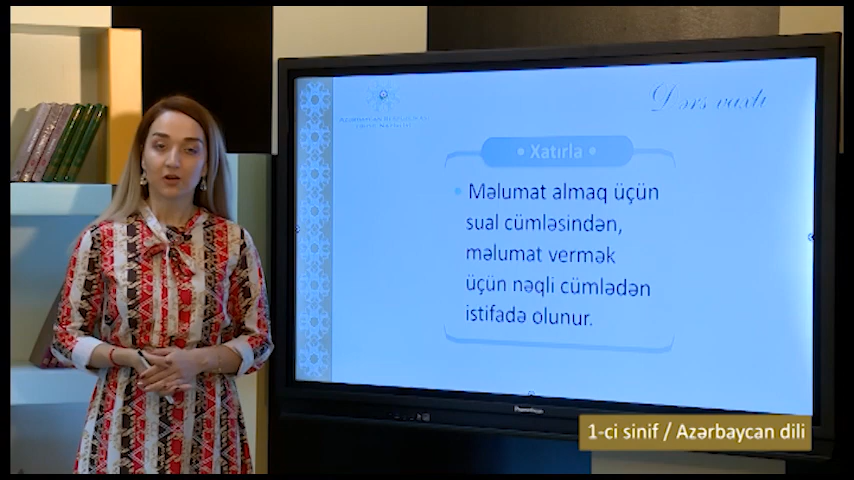 Dərs vaxtı
• Xatırla •
• Məlumat almaq üçün
sual cümləsindən,
məlumat vermək
üçün nəqli cümlədən
istifadə olunur.
1-ci sinif / Azərbaycan dili